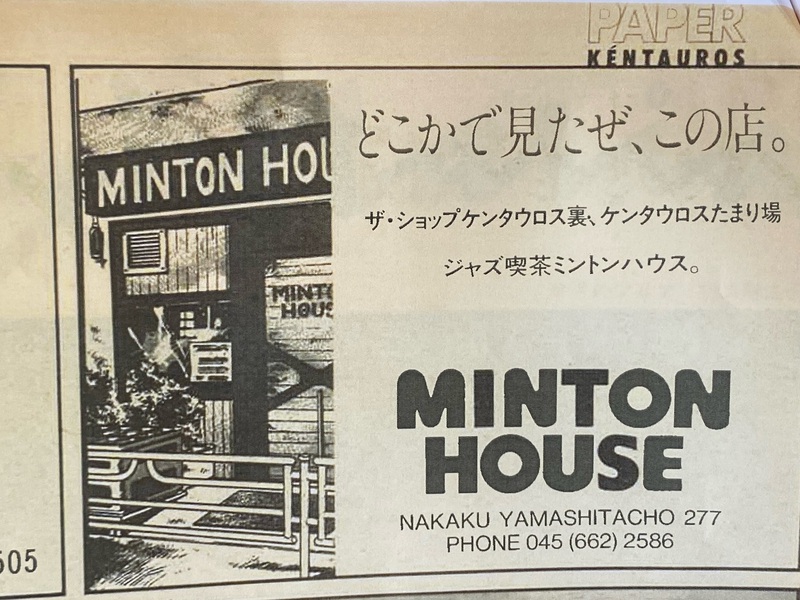 PAPER
KÉNTAUROS
どこかで見たぜ、この店。
ザ・ショップケンタウロス裏、ケンタウロスたまり場
ジャズ喫茶ミントンハウス。
MINTON HOU
MINTO
HOUS
MINTON
HOUSE
NAKAKU YAMASHITACHO 277
PHONE 045 (662) 2586
505